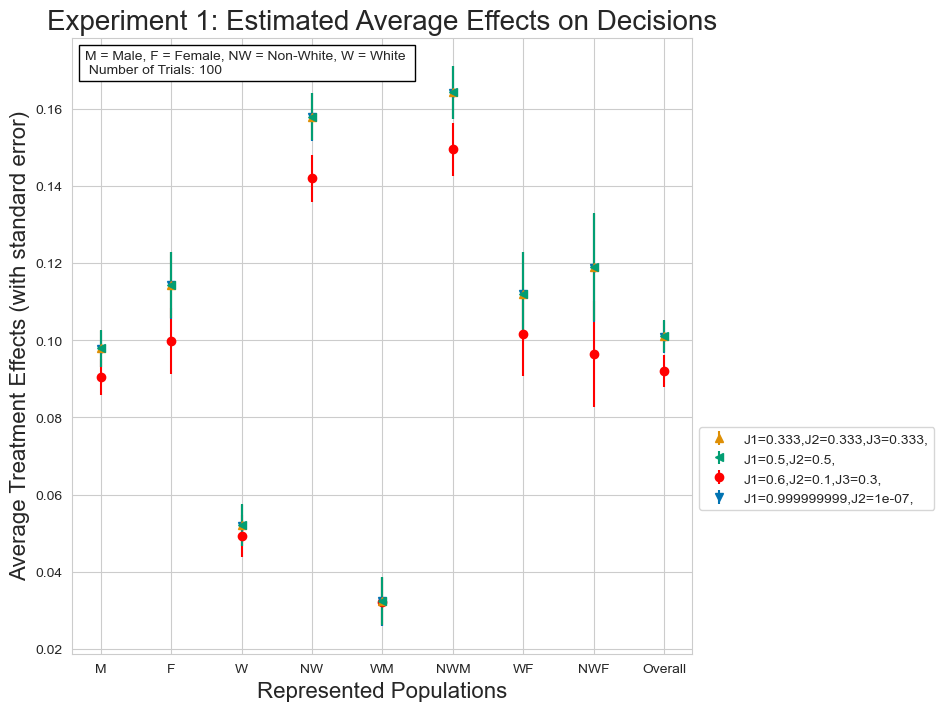 Experiment 1: Estimated Average Effects on Decisions
M = Male, F = Female, NW = Non-White, W = White
Number of Trials: 100
Average Treatment Effects (with standard error)
0.16
0.14
0.12
0.10
0.08
0.06
0.04
0.02
M F W NW WM NWM WF NWF Overall
Represented Populations
J1=0.333,J2=0.333,J3=0.333,
J1=0.5,J2=0.5,
J1=0.6,J2=0.1,J3=0.3,
J1=0.999999999,J2=1e-07,